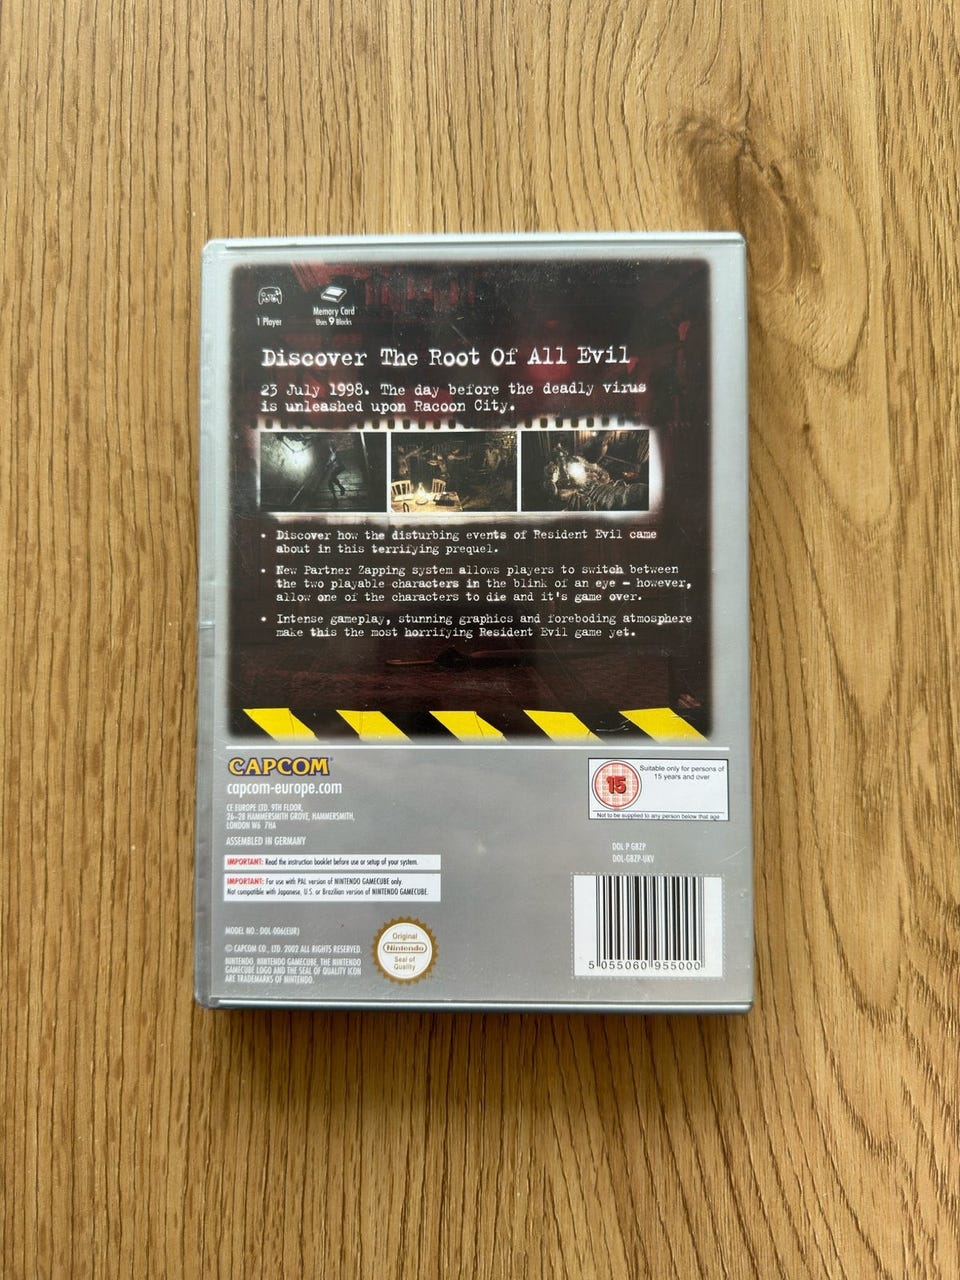 1 Player
Memory Card
Uses 9 Blocks
Discover The Root Of All Evil
23 July 1998. The day before the deadly virus
is unleashed upon Racoon City.
• Discover how the disturbing events of Resident Evil came
about in this terrifying prequel.
• New Partner Zapping system allows players to switch between
the two playable characters in the blink of an eye – however,
allow one of the characters to die and it's game over.
• Intense gameplay, stunning graphics and foreboding atmosphere
make this the most horrifying Resident Evil game yet.
CAPCOM
capcom-europe.com
CE EUROPE LTD. 9TH FLOOR,
26-28 HAMMERSMITH GROVE, HAMMERSMITH,
LONDON W6 7HA
ASSEMBLED IN GERMANY
IMPORTANT: Read the instruction booklet before use or setup of your system.
IMPORTANT: For use with PAL version of NINTENDO GAMECUBE only.
Not compatible with Japanese, U.S. or Brazilian version of NINTENDO GAMECUBE.
MODEL NO.: DOL-006(EUR)
© CAPCOM CO., LTD. 2002 ALL RIGHTS RESERVED.
NINTENDO, NINTENDO GAMECUBE, THE NINTENDO
GAMECUBE LOGO AND THE SEAL OF QUALITY ICON
ARE TRADEMARKS OF NINTENDO.
Original
Nintendo
Seal of
Quality
15
Suitable only for persons of
15 years and over
Not to be supplied to any person below that age
DOL P GBZP
DOL-GBZP-UKV
5 055060 955000